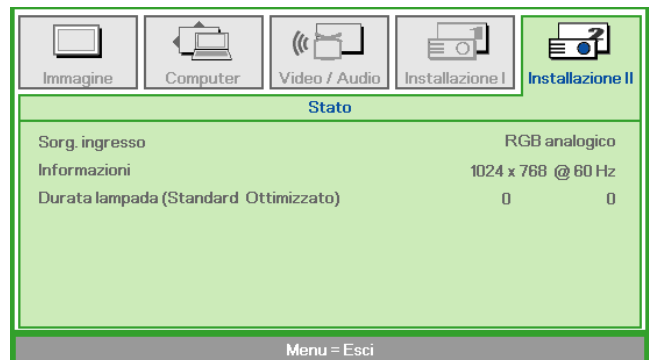 Immagine
Computer
Video / Audio
Installazione I
Installazione II
Stato
Sorg. ingresso RGB analogico
Informazioni 1024 x 768 @ 60 Hz
Durata lampada (Standard Ottimizzato) 0 0
Menu = Esci